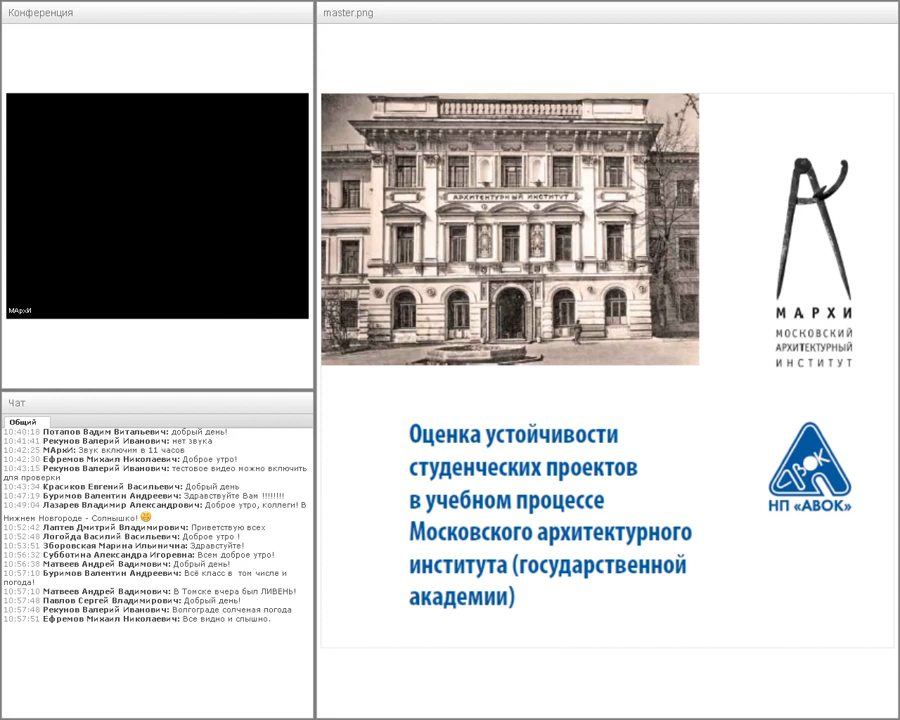 Конференция
МАрхИ
Чат
Общий
10:40:18 Потапов Вадим Витальевич: добрый день!
10:41:41 Рекунов Валерий Иванович: нет звука
10:42:25 МАрхИ: Звук включим в 11 часов
10:42:30 Ефремов Михаил Николаевич: Доброе утро!
10:43:15 Рекунов Валерий Иванович: тестовое видео можно включить
для проверки
10:43:34 Красиков Евгений Васильевич: Добрый день
10:47:19 Буримов Валентин Андреевич: Здравствуйте Вам !!!!!!!!
10:49:04 Лазарев Владимир Александрович: Доброе утро, коллеги! В
Нижнем Новгороде - Солнышко!
10:52:42 Лаптев Дмитрий Владимирович: Приветствую всех
10:52:48 Логойда Василий Васильевич: Доброе утро !
10:53:51 Зборовская Марина Ильинична: Здравстуйте!
10:56:32 Субботина Александра Игоревна: Всем доброе утро!
10:56:38 Матвеев Андрей Вадимович: Добрый день!
10:57:10 Буримов Валентин Андреевич: Всё класс в том числе и
погода!
10:57:10 Матвеев Андрей Вадимович: В Томске вчера был ЛИВЕНЬ!
10:57:48 Павлов Сергей Владимирович: Добрый день!
10:57:48 Рекунов Валерий Иванович: Волгограде солченая погода
10:57:51 Ефремов Михаил Николаевич: Все видно и слышно.
master.png
АРХИТЕКТУРНЫЙ ИНСТИТУТ
МАРХИ
МОСКОВСКИЙ
АРХИТЕКТУРНЫЙ
ИНСТИТУТ
Оценка устойчивости
студенческих проектов
в учебном процессе
Московского архитектурного
института (государственной
академии)
АВОК
НП «АВОК»